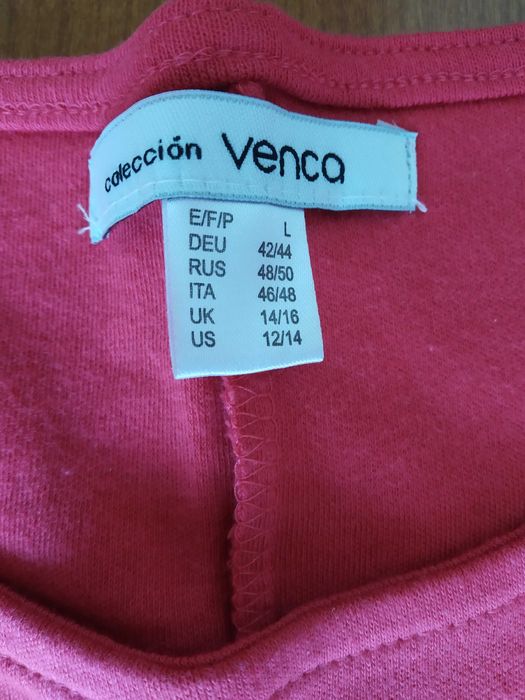 colección venca
E/F/P L
DEU 42/44
RUS 48/50
ITA 46/48
UK 14/16
US 12/14